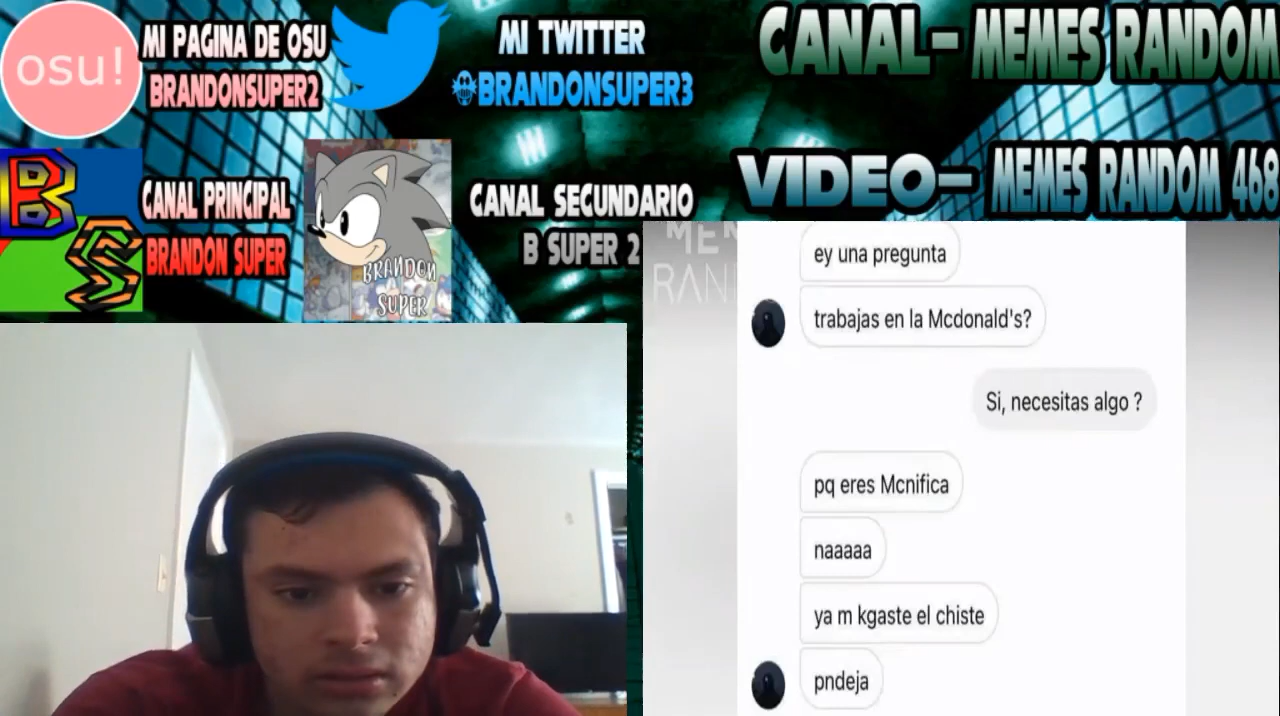 osu!
MI PAGINA DE OSU
BRANDONSUPER2
MI TWITTER
@BRANDONSUPER3
CANAL- MEMES RANDOM
BS
CANAL PRINCIPAL
BRANDON SUPER
BRANDON
SUPER
CANAL SECUNDARIO
B SUPER 2
VIDEO- MEMES RANDOM 468
ey una pregunta
trabajas en la Mcdonald's?
Si, necesitas algo ?
pq eres Mcnifica
naaaaa
ya m kgaste el chiste
pndeja